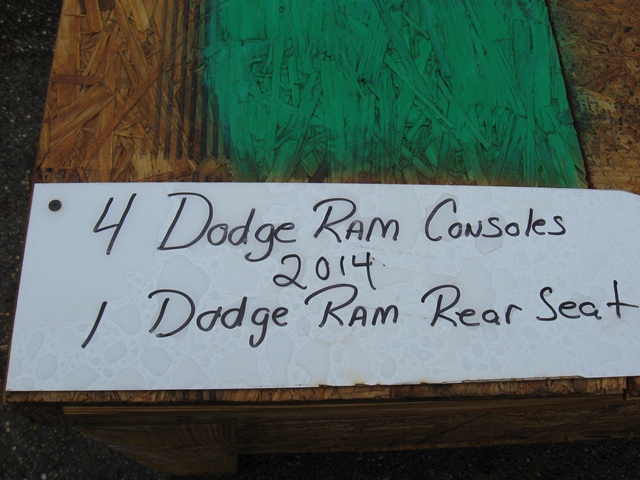 4 Dodge RAM Consoles
2014
1 Dodge RAM Rear Seat